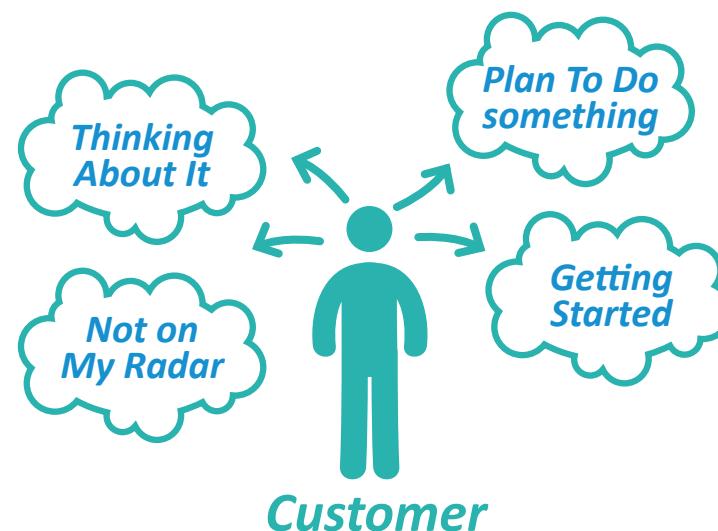 Thinking
About It
Plan To Do
something
Not on
My Radar
Getting
Started
Customer